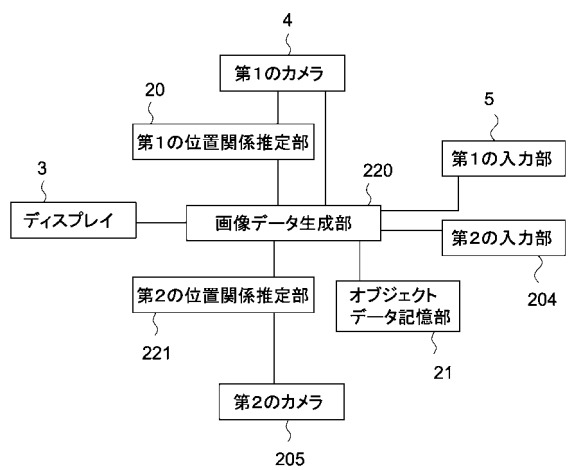 4
第1のカメラ
20
第1の位置関係推定部
5
第1の入力部
3
ディスプレイ
220
画像データ生成部
第2の入力部
204
第2の位置関係推定部
221
オブジェクト
データ記憶部
21
第2のカメラ
205